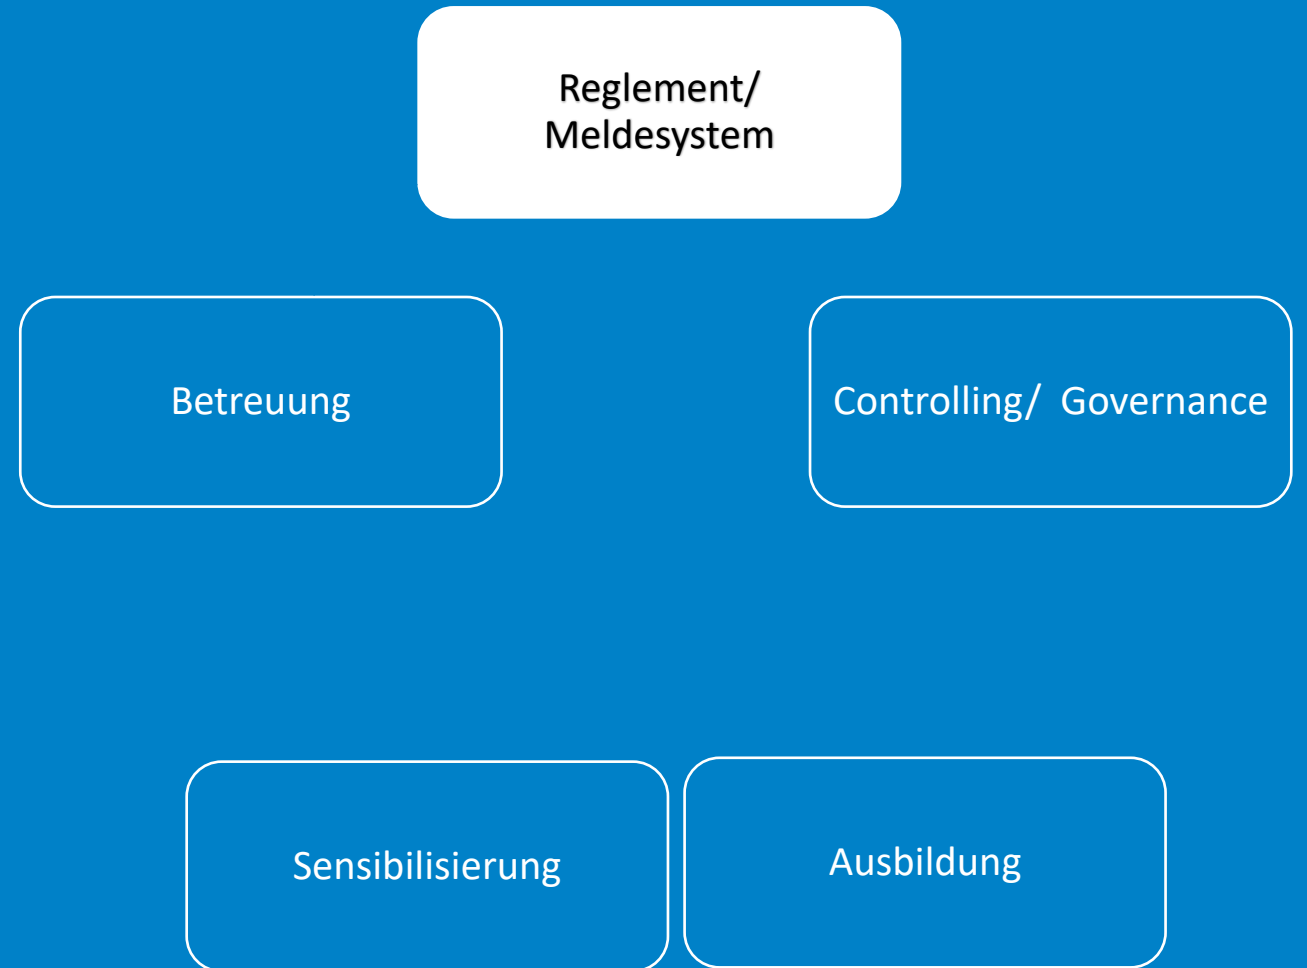 Reglement/
Meldesystem
Betreuung
Controlling/ Governance
Sensibilisierung
Ausbildung